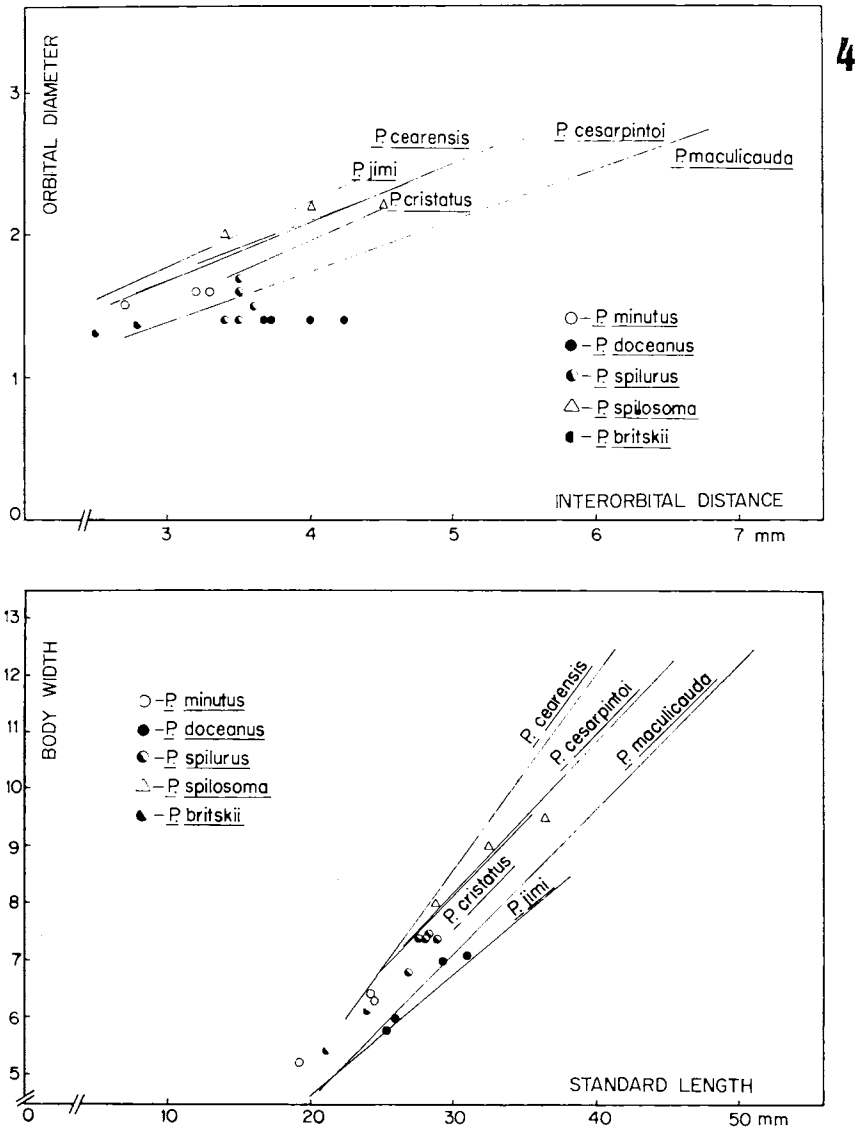 4
ORBITAL DIAMETER
3
2
1
0
P. cearensis
P. cesarpintoi
P. jimi
P. maculicauda
P. cristatus
○ – P. minutus
● – P. doceanus
◐ – P. spilurus
△ – P. spilosoma
◖ – P. britskii
INTERORBITAL DISTANCE
3 4 5 6 7 mm
BODY WIDTH
13
12
11
10
9
8
7
6
5
○ – P. minutus
● – P. doceanus
◐ – P. spilurus
△ – P. spilosoma
◖ – P. britskii
P. cearensis
P. cesarpintoi
P. maculicauda
P. cristatus
P. jimi
STANDARD LENGTH
0 10 20 30 40 50 mm